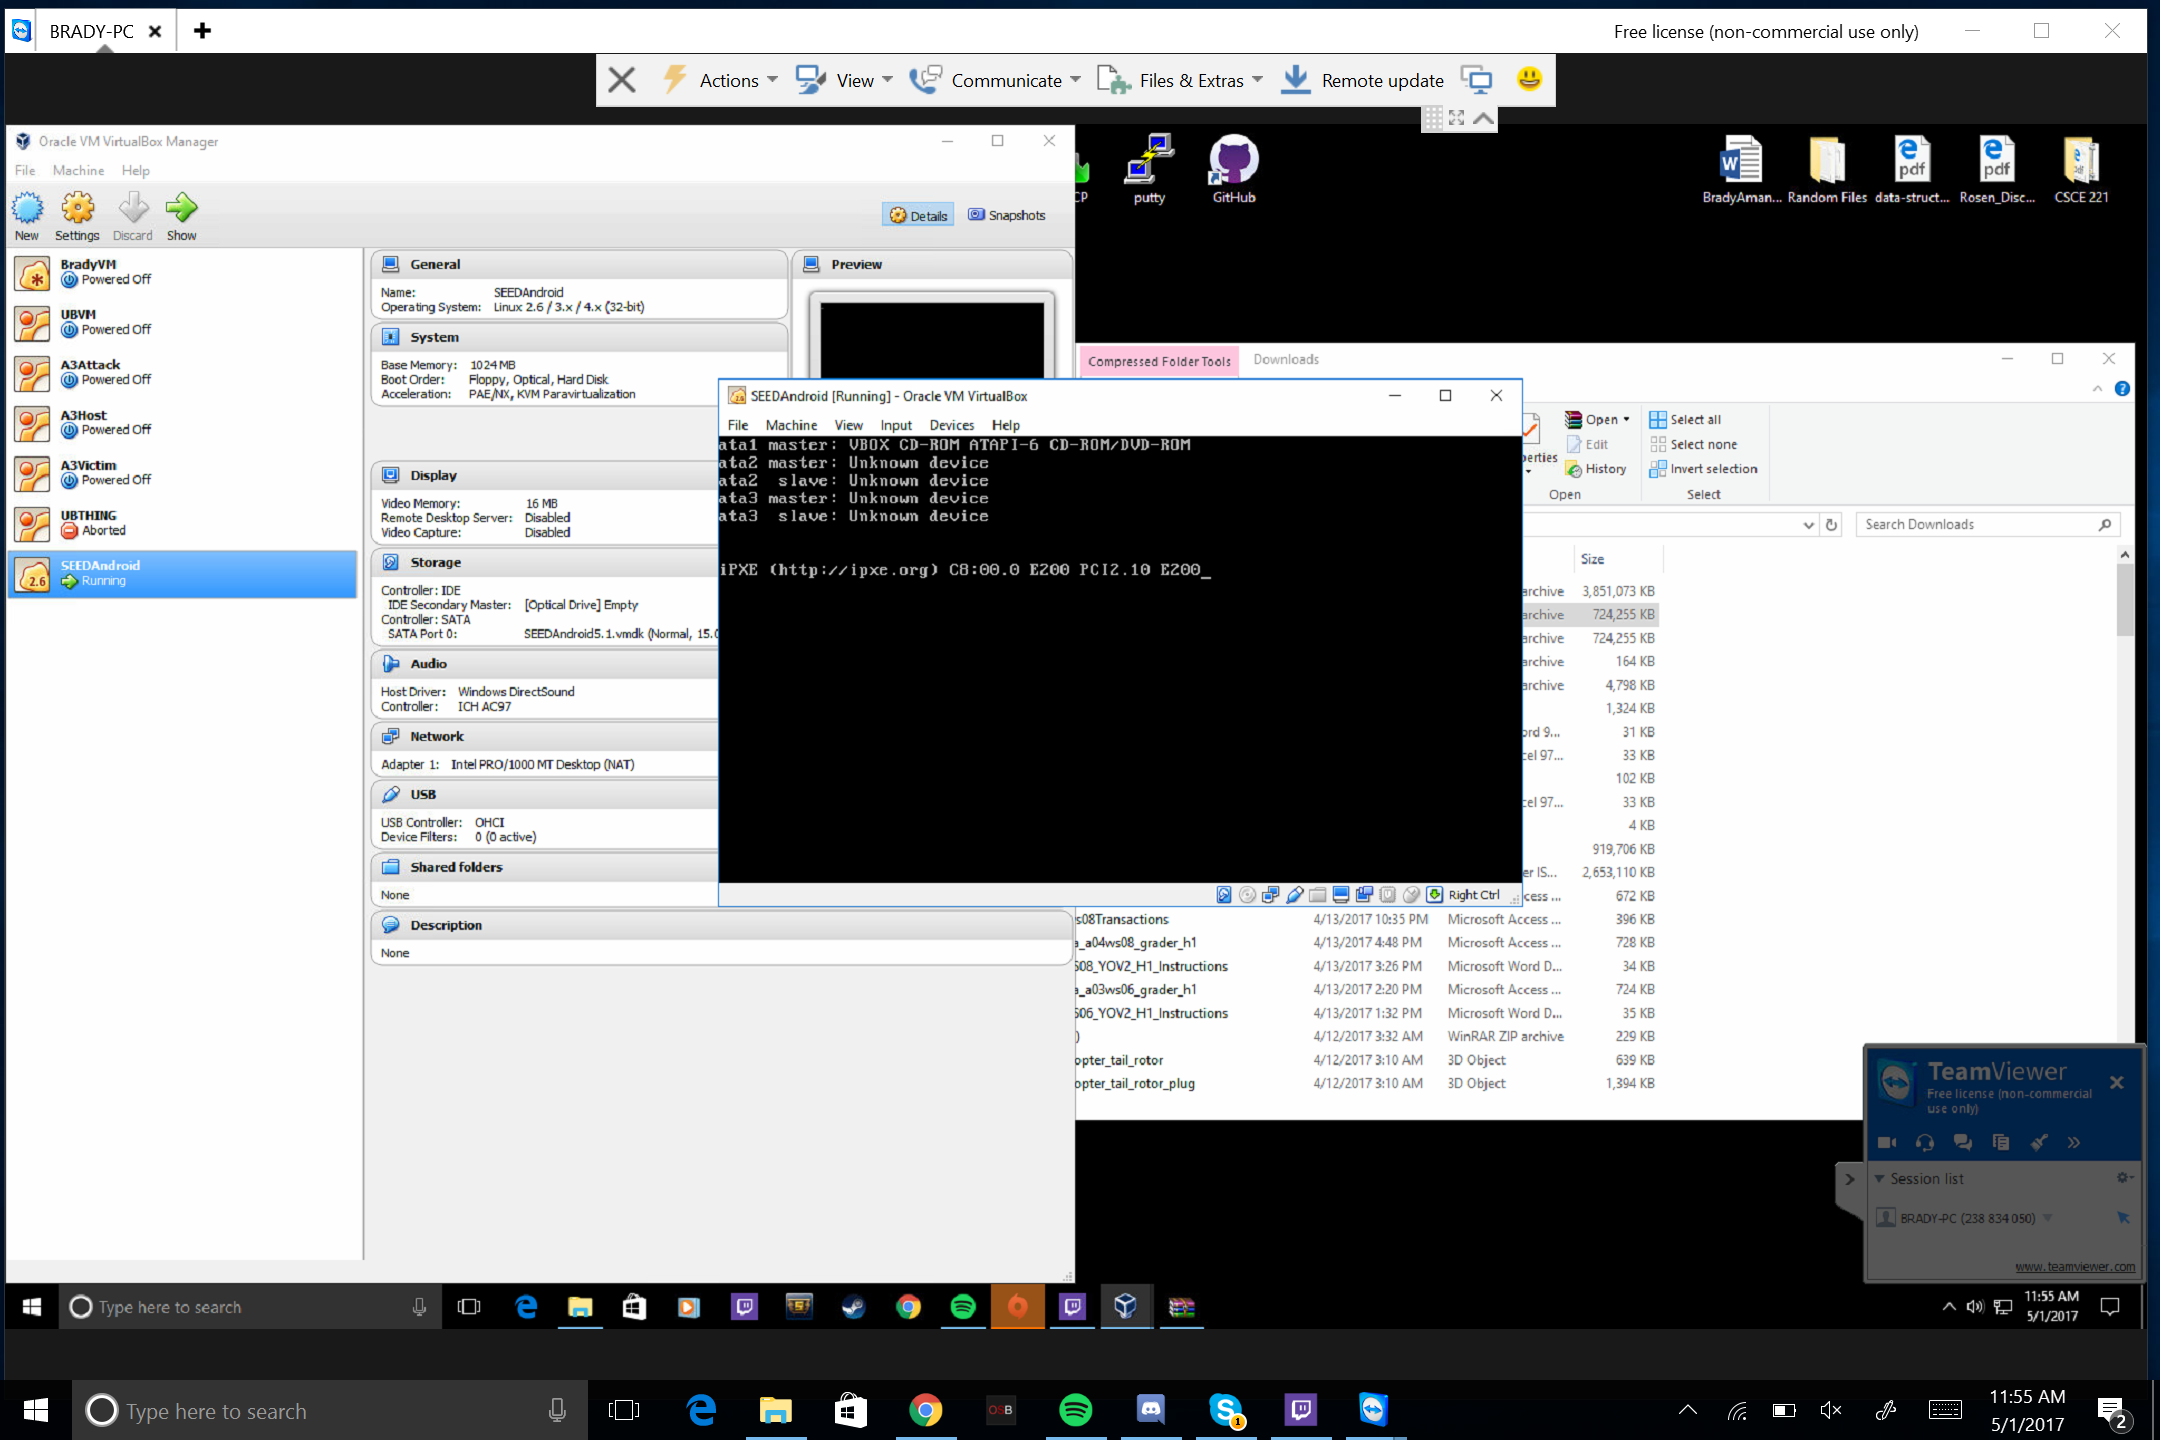 BRADY-PC
Free license (non-commercial use only)
Actions
View
Communicate
Files & Extras
Remote update
Oracle VM VirtualBox Manager
File Machine Help
New Settings Discard Show
Details Snapshots
BradyVM
Powered Off
UBVM
Powered Off
A3Attack
Powered Off
A3Host
Powered Off
A3Victim
Powered Off
UBTHING
Aborted
2.6
SEEDAndroid
Running
General
Name: SEEDAndroid
Operating System: Linux 2.6 / 3.x / 4.x (32-bit)
System
Base Memory: 1024 MB
Boot Order: Floppy, Optical, Hard Disk
Acceleration: PAE/NX, KVM Paravirtualization
Display
Video Memory: 16 MB
Remote Desktop Server: Disabled
Video Capture: Disabled
Storage
Controller: IDE
IDE Secondary Master: [Optical Drive] Empty
Controller: SATA
SATA Port 0: SEEDAndroid5.1.vmdk (Normal, 15.0
Audio
Host Driver: Windows DirectSound
Controller: ICH AC97
Network
Adapter 1: Intel PRO/1000 MT Desktop (NAT)
USB
USB Controller: OHCI
Device Filters: 0 (0 active)
Shared folders
None
Description
None
Preview
SEEDAndroid [Running] - Oracle VM VirtualBox
File Machine View Input Devices Help
ata1 master: VBOX CD-ROM ATAPI-6 CD-ROM/DVD-ROM
ata2 master: Unknown device
ata2 slave: Unknown device
ata3 master: Unknown device
ata3 slave: Unknown device
iPXE (http://ipxe.org) C8:00.0 E200 PCI2.10 E200_
Right Ctrl
CP
putty
GitHub
BradyAman...
Random Files
pdf
data-struct...
pdf
Rosen_Disc...
CSCE 221
Compressed Folder Tools
Downloads
perties
Open
Edit
History
Open
Select all
Select none
Invert selection
Select
Search Downloads
Size
archive 3,851,073 KB
archive 724,255 KB
archive 724,255 KB
archive 164 KB
archive 4,798 KB
1,324 KB
ord 9... 31 KB
cel 97... 33 KB
102 KB
cel 97... 33 KB
4 KB
919,706 KB
er IS... 2,653,110 KB
ccess ... 672 KB
s08Transactions 4/13/2017 10:35 PM Microsoft Access ... 396 KB
a_a04ws08_grader_h1 4/13/2017 4:48 PM Microsoft Access ... 728 KB
S08_YOV2_H1_Instructions 4/13/2017 3:26 PM Microsoft Word D... 34 KB
a_a03ws06_grader_h1 4/13/2017 2:20 PM Microsoft Access ... 724 KB
S06_YOV2_H1_Instructions 4/13/2017 1:32 PM Microsoft Word D... 35 KB
) 4/12/2017 3:32 AM WinRAR ZIP archive 229 KB
opter_tail_rotor 4/12/2017 3:10 AM 3D Object 639 KB
opter_tail_rotor_plug 4/12/2017 3:10 AM 3D Object 1,394 KB
TeamViewer
Free license (non-commercial
use only)
Session list
BRADY-PC (238 834 050)
www.teamviewer.com
Type here to search
11:55 AM
5/1/2017
Type here to search
OSB
1
11:55 AM
5/1/2017
2